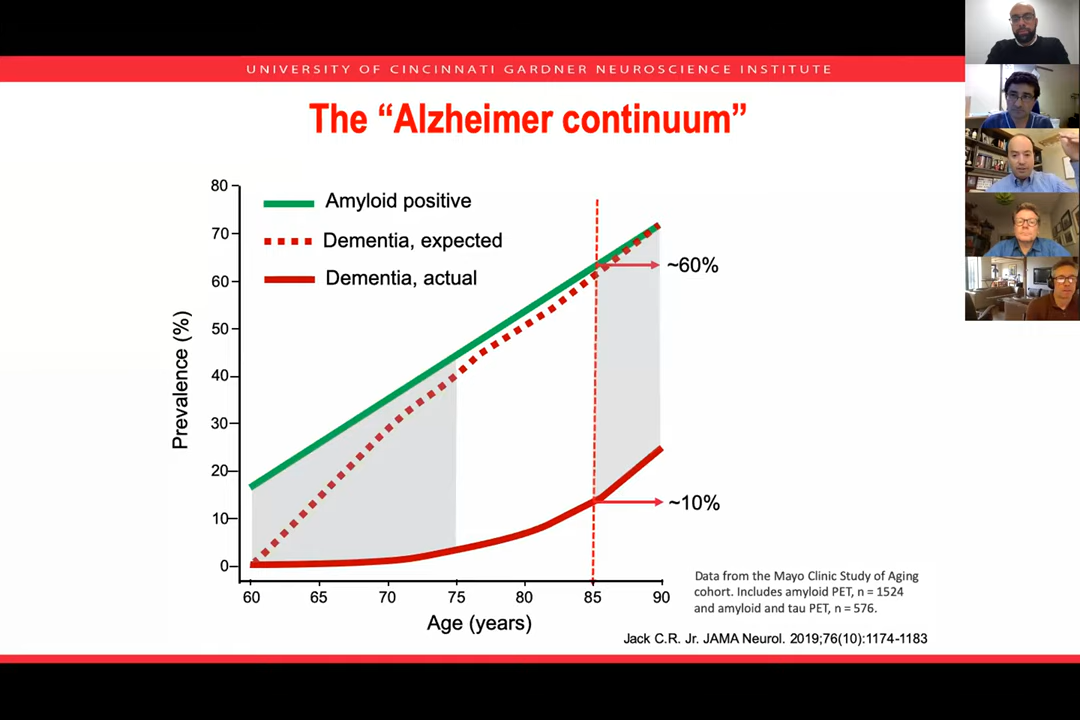 UNIVERSITY OF CINCINNATI GARDNER NEUROSCIENCE INSTITUTE
The “Alzheimer continuum”
Amyloid positive
Dementia, expected
Dementia, actual
Prevalence (%)
80
70
60
50
40
30
20
10
0
~60%
~10%
60 65 70 75 80 85 90
Age (years)
Data from the Mayo Clinic Study of Aging
cohort. Includes amyloid PET, n = 1524
and amyloid and tau PET, n = 576.
Jack C.R. Jr. JAMA Neurol. 2019;76(10):1174-1183